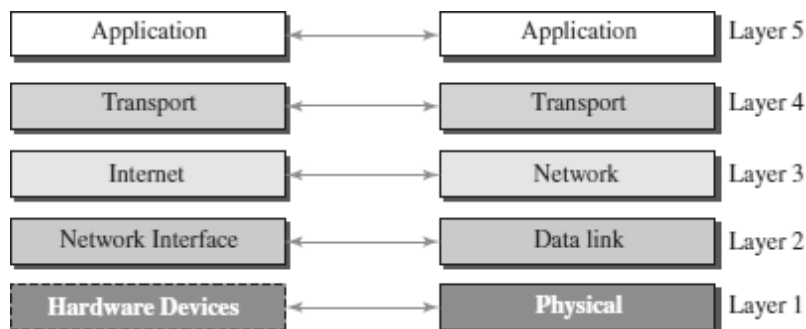 Application Application Layer 5
Transport Transport Layer 4
Internet Network Layer 3
Network Interface Data link Layer 2
Hardware Devices Physical Layer 1